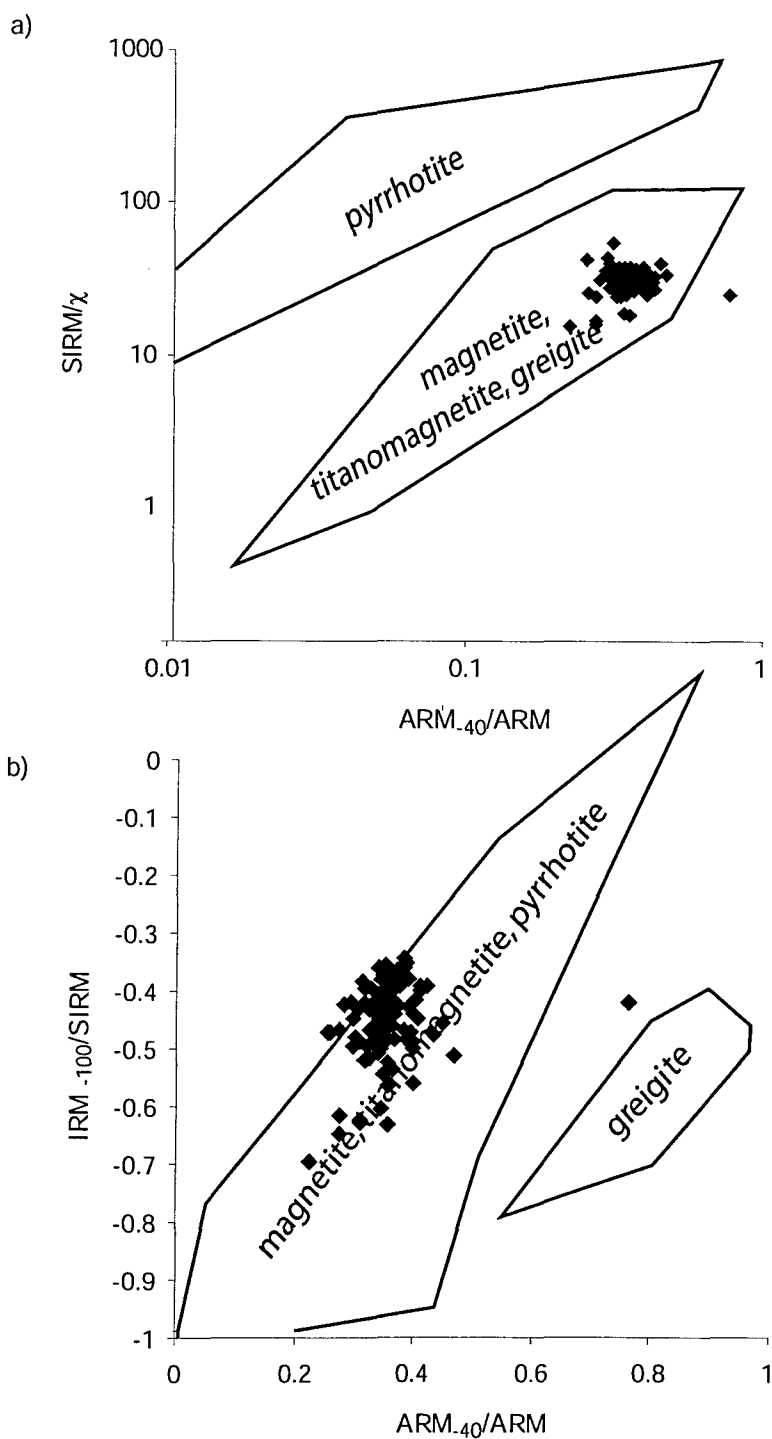 a)
1000
100
10
1
SIRM/χ
pyrrhotite
magnetite,
titanomagnetite, greigite
0.01
0.1
1
ARM-40/ARM
b)
0
-0.1
-0.2
-0.3
-0.4
-0.5
-0.6
-0.7
-0.8
-0.9
-1
IRM -100/SIRM
magnetite, titanomagnetite, pyrrhotite
greigite
0
0.2
0.4
0.6
0.8
1
ARM-40/ARM